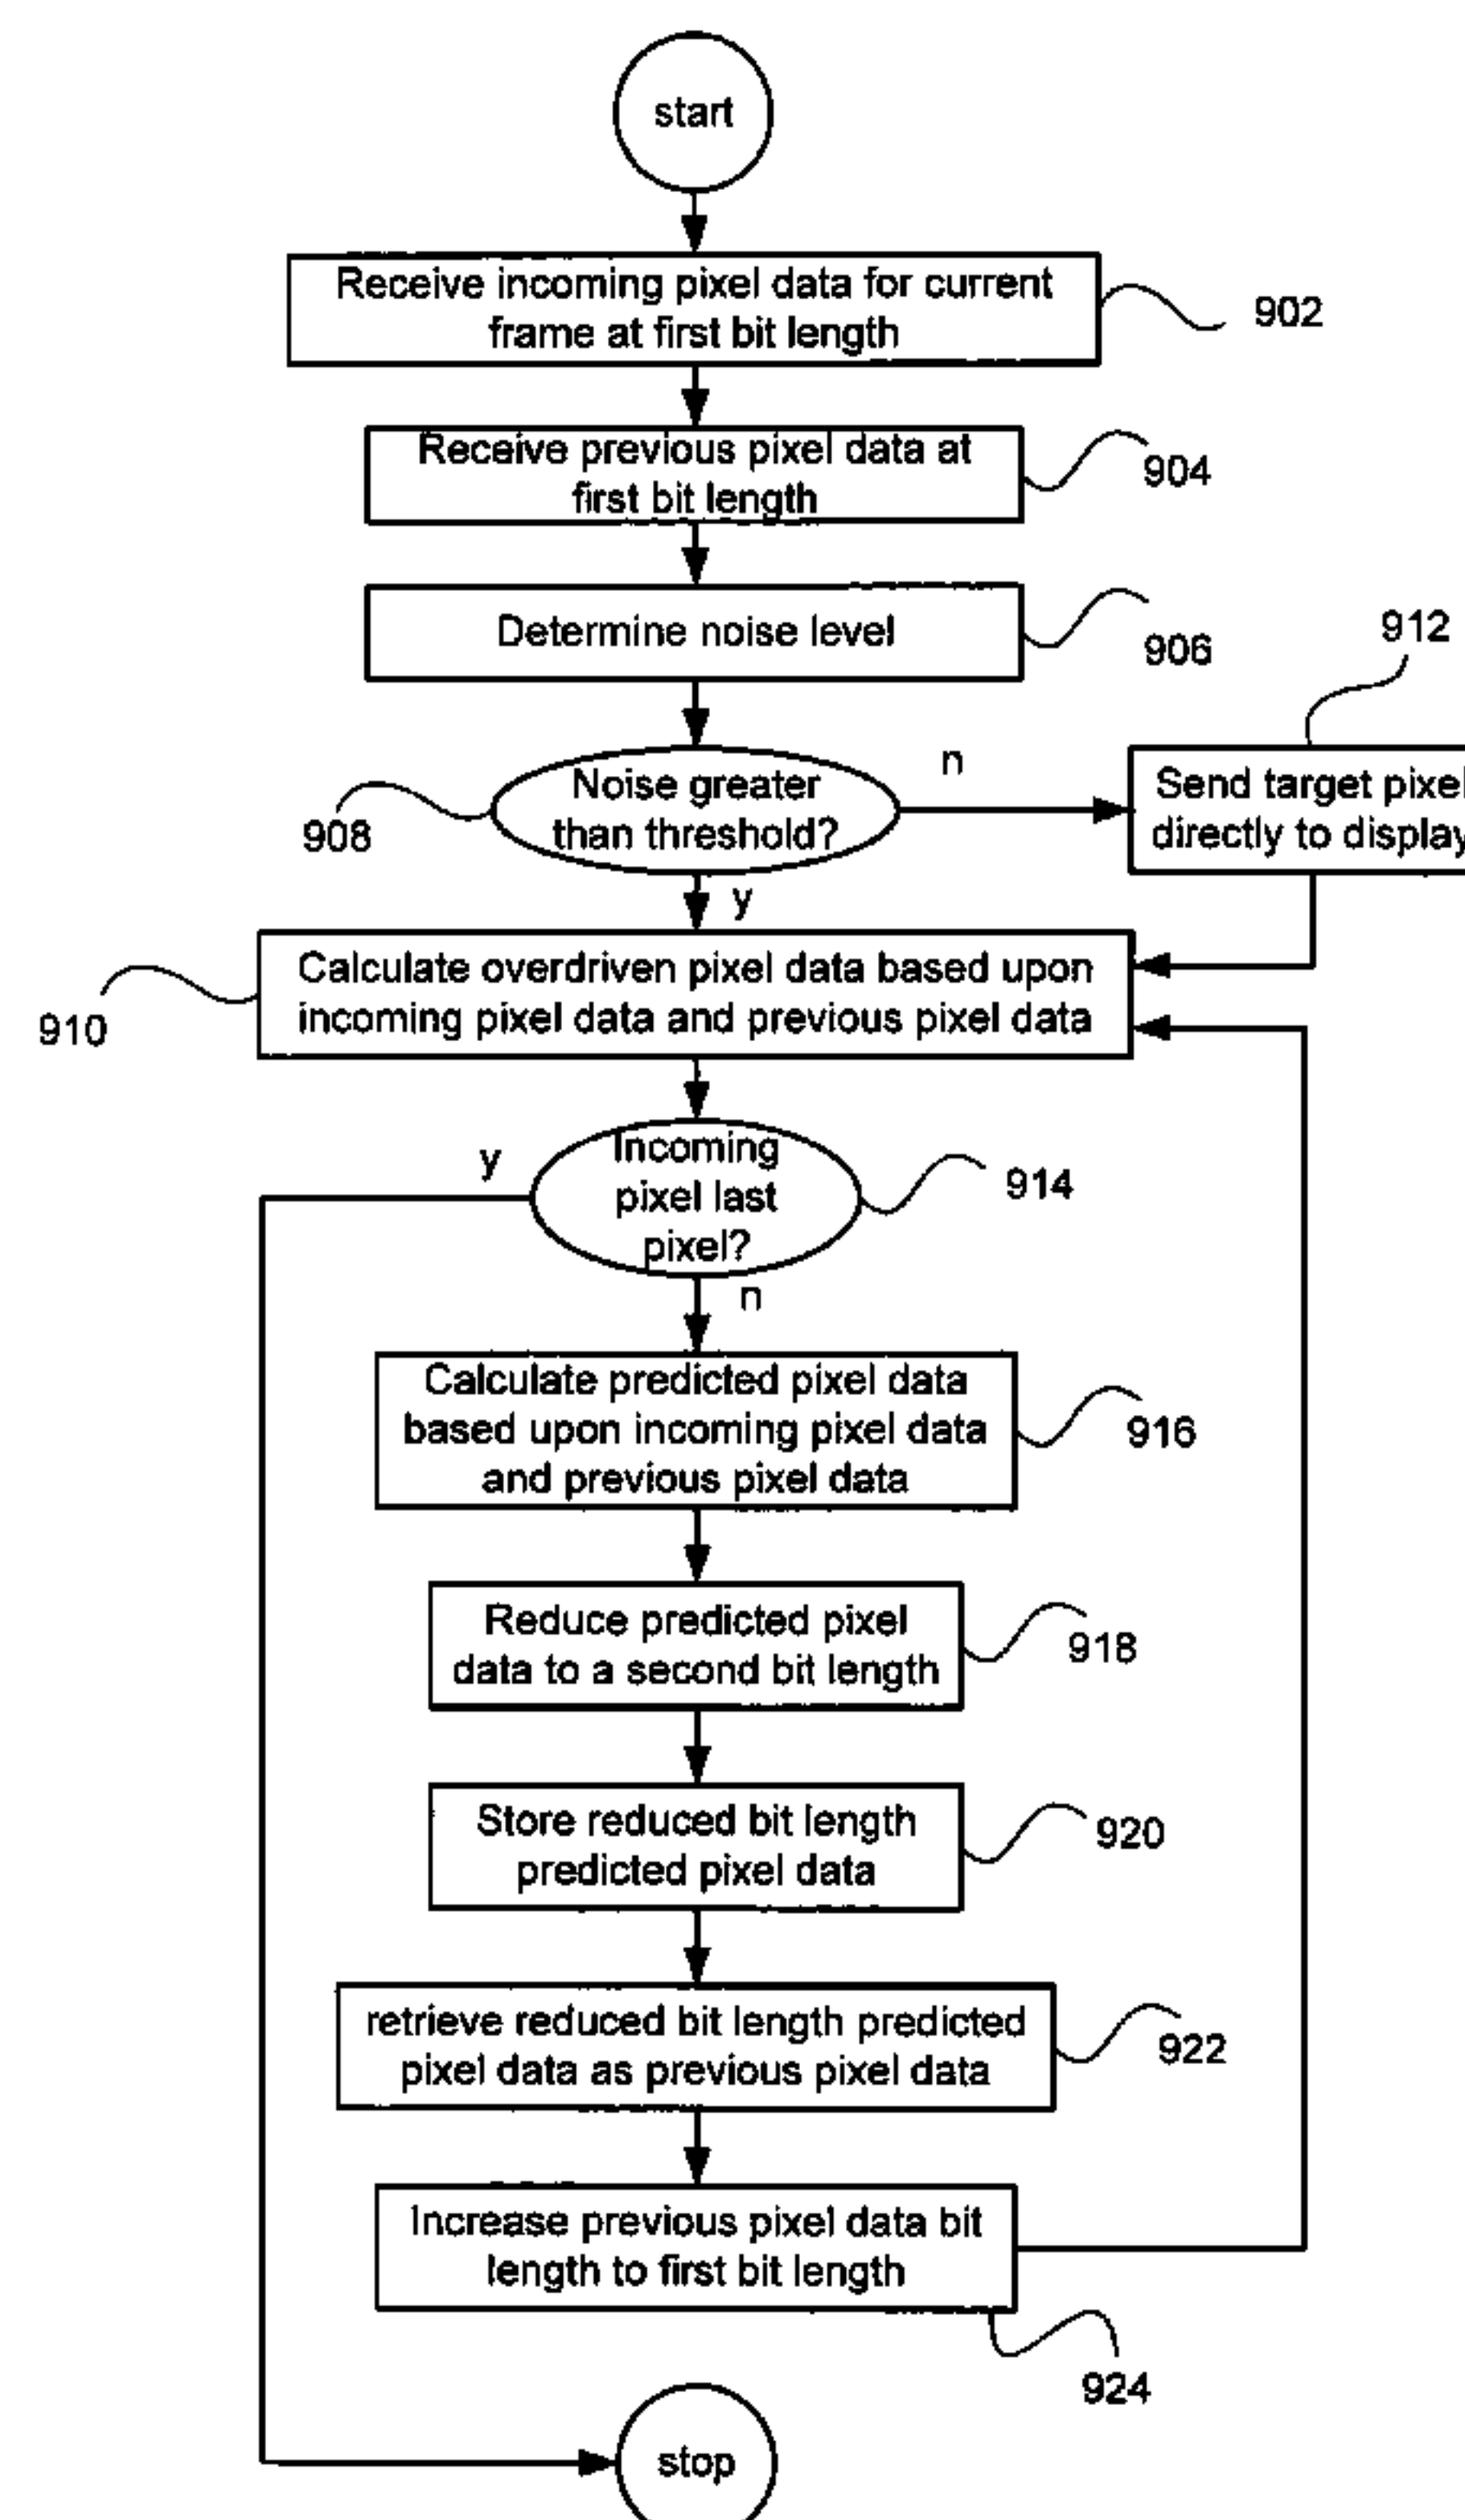 start
Receive incoming pixel data for current
frame at first bit length
902
Receive previous pixel data at
first bit length
904
Determine noise level
906
912
Noise greater
than threshold?
908
n
Send target pixel
directly to display
y
Calculate overdriven pixel data based upon
incoming pixel data and previous pixel data
910
Incoming
pixel last
pixel?
y
914
n
Calculate predicted pixel data
based upon incoming pixel data
and previous pixel data
916
Reduce predicted pixel
data to a second bit length
918
Store reduced bit length
predicted pixel data
920
retrieve reduced bit length predicted
pixel data as previous pixel data
922
Increase previous pixel data bit
length to first bit length
924
stop